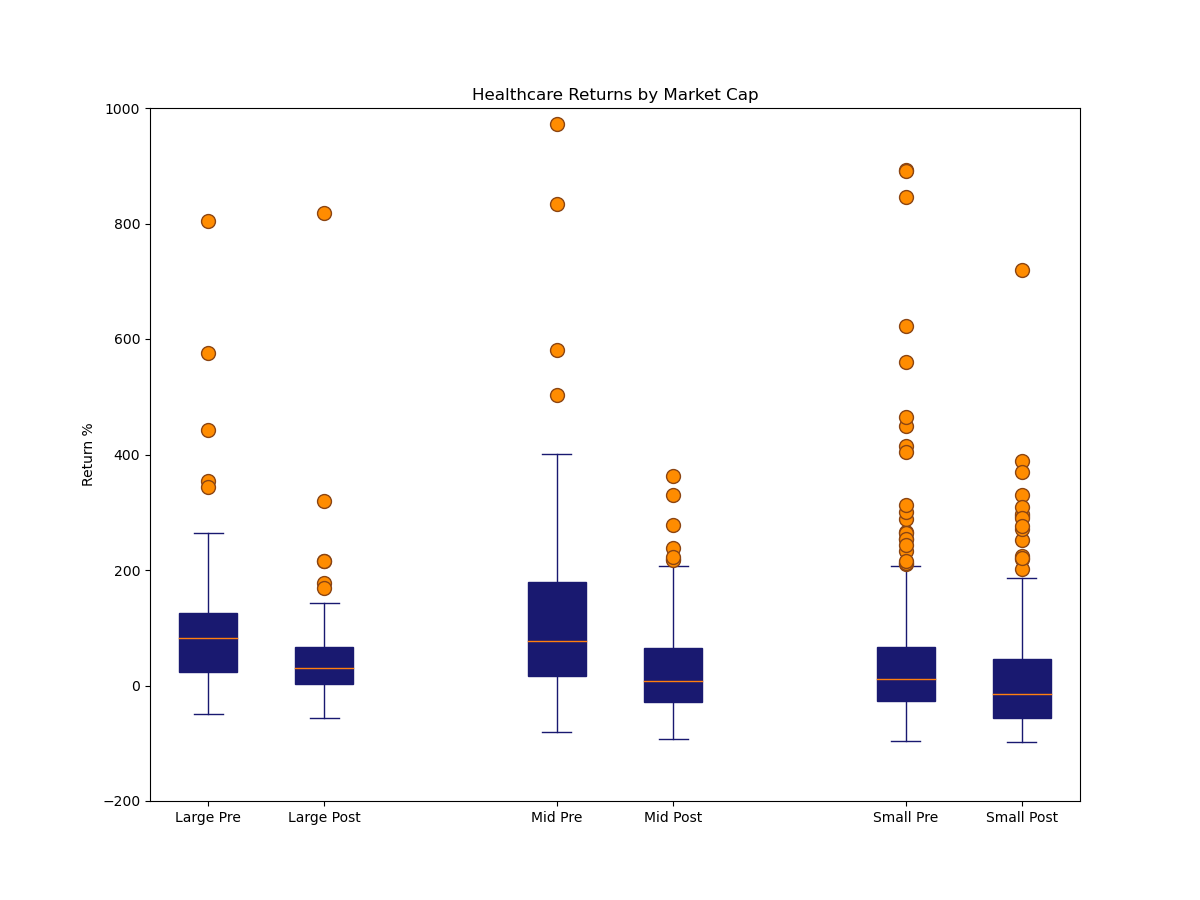 Healthcare Returns by Market Cap
1000
800
600
400
200
0
−200
Return %
Large Pre
Large Post
Mid Pre
Mid Post
Small Pre
Small Post